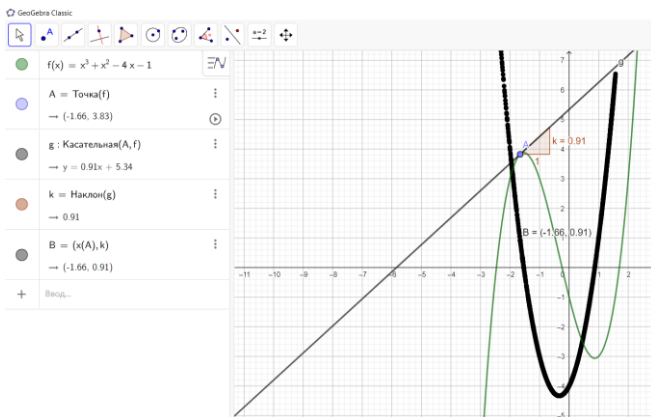 GeoGebra Classic
f(x) = x³ + x² − 4 x − 1
A = Точка(f)
→ (-1.66, 3.83)
g : Касательная(A, f)
→ y = 0.91x + 5.34
k = Наклон(g)
→ 0.91
B = (x(A), k)
→ (-1.66, 0.91)
+ Ввод...
a=2
7
g
6
5
A k = 0.91
4
1
3
2
B = (-1.66, 0.91)
1
−11 −10 −9 −8 −7 −6 −5 −4 −3 −2 −1 0 1 2
−1
−2
−3
−4
−5